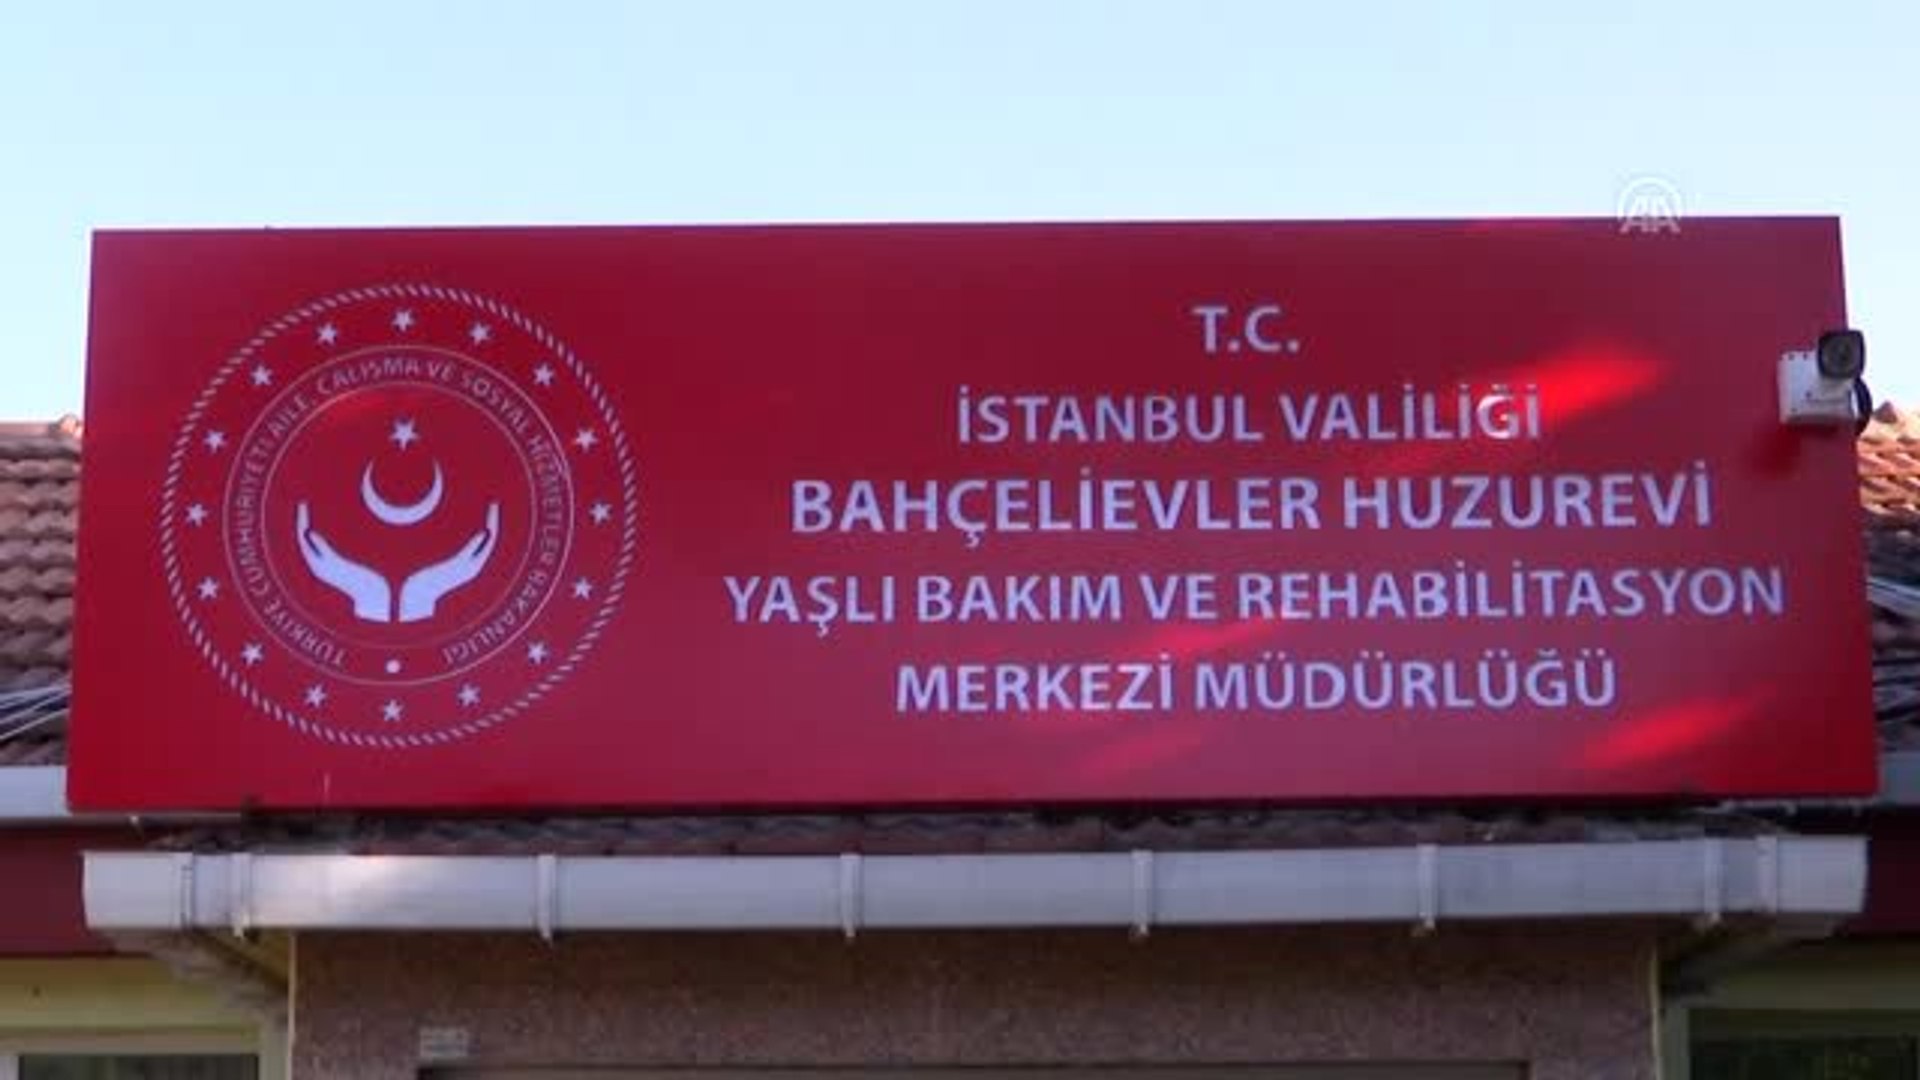 AA
T.C.
İSTANBUL VALİLİĞİ
BAHÇELİEVLER HUZUREVİ
YAŞLI BAKIM VE REHABİLİTASYON
MERKEZİ MÜDÜRLÜĞÜ
TÜRKİYE CUMHURİYETİ AİLE, ÇALIŞMA VE SOSYAL HİZMETLER BAKANLIĞI